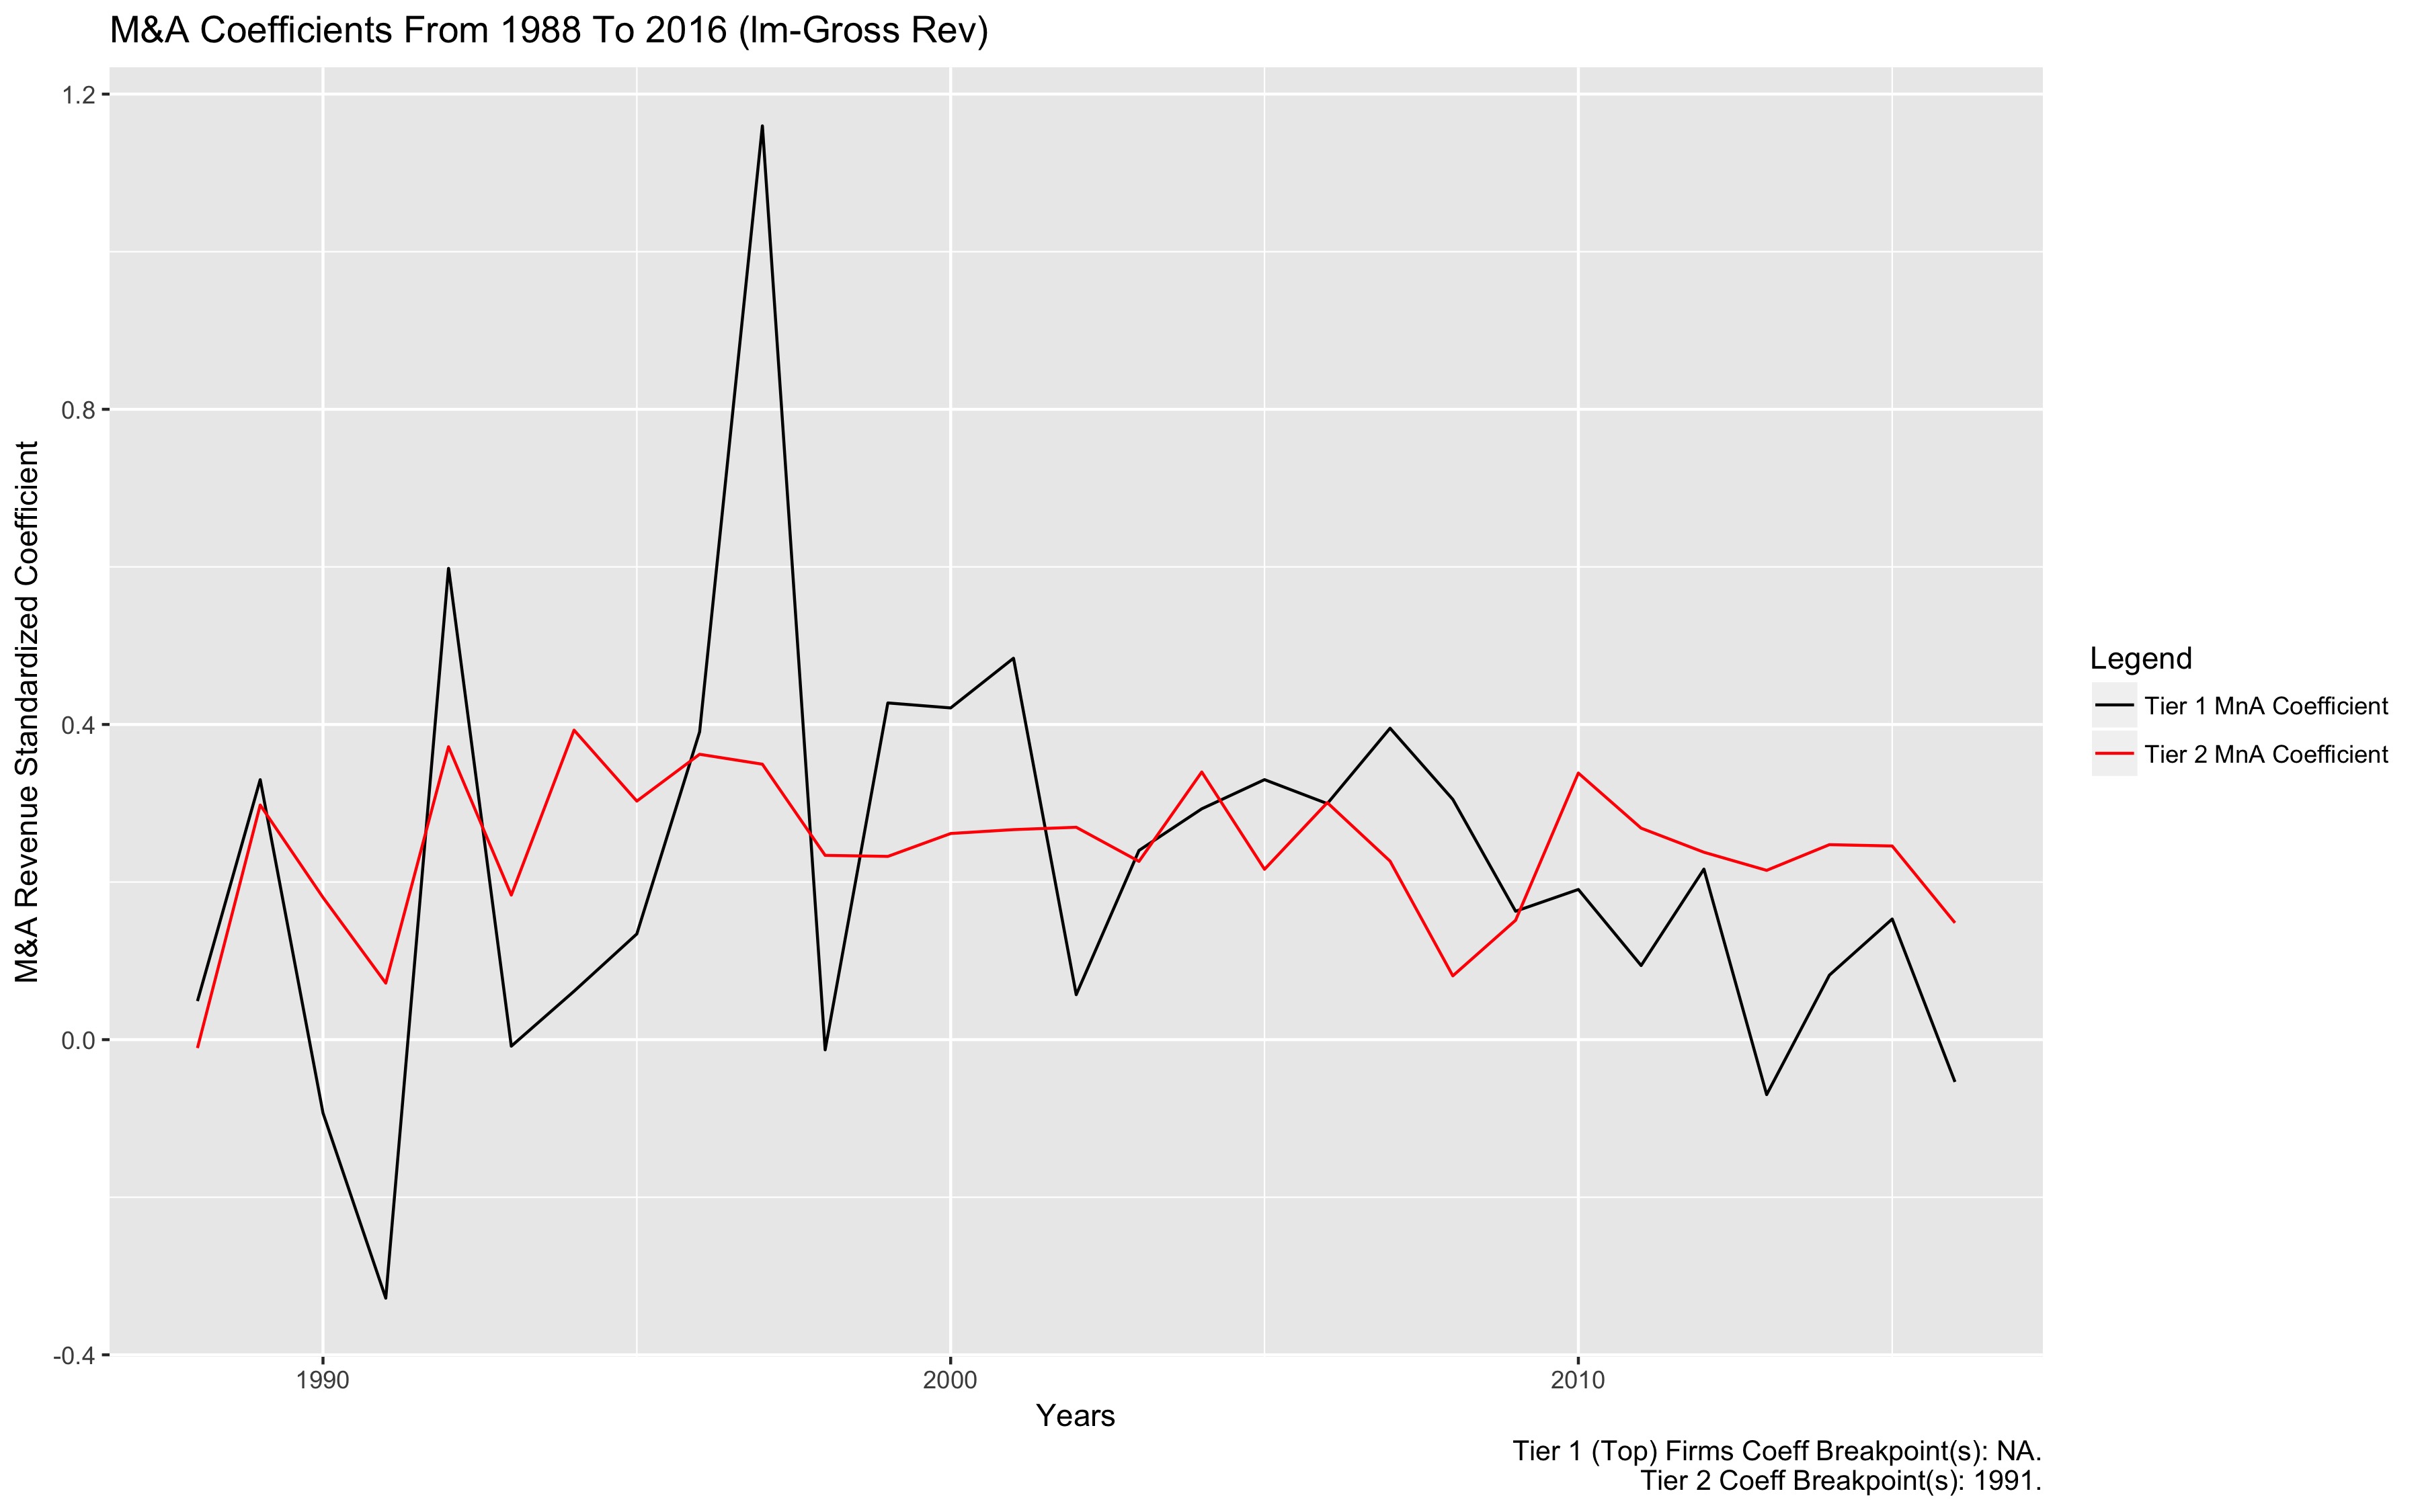 M&A Coefficients From 1988 To 2016 (lm-Gross Rev)
M&A Revenue Standardized Coefficient
1.2
0.8
0.4
0.0
-0.4
1990
2000
2010
Years
Legend
Tier 1 MnA Coefficient
Tier 2 MnA Coefficient
Tier 1 (Top) Firms Coeff Breakpoint(s): NA.
Tier 2 Coeff Breakpoint(s): 1991.